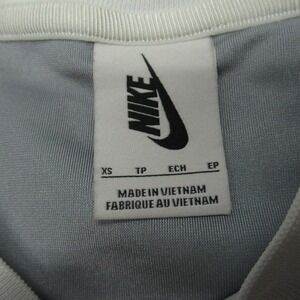 NIKE
XS TP ECH EP
MADE IN VIETNAM
FABRIQUE AU VIETNAM